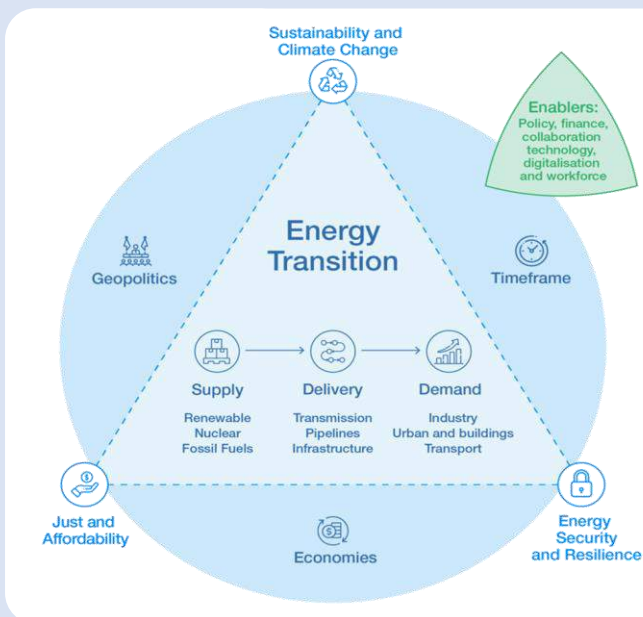 Sustainability and
Climate Change
Enablers:
Policy, finance,
collaboration
technology,
digitalisation
and workforce
Energy
Transition
Geopolitics
Timeframe
Supply
Delivery
Demand
Renewable
Nuclear
Fossil Fuels
Transmission
Pipelines
Infrastructure
Industry
Urban and buildings
Transport
Just and
Affordability
Economies
Energy
Security
and Resilience